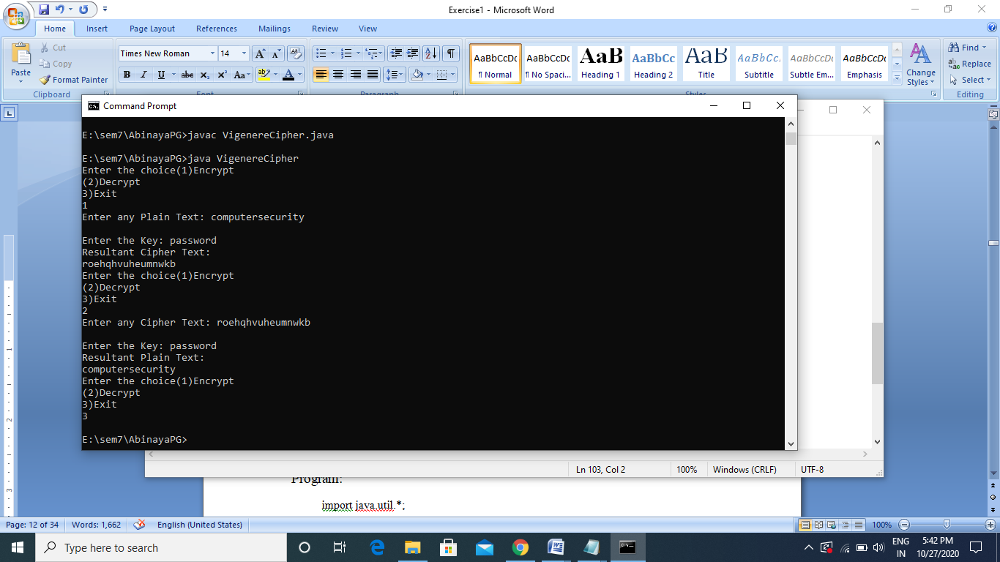 Exercise1 - Microsoft Word
Home Insert Page Layout References Mailings Review View
Paste
Cut
Copy
Format Painter
Clipboard
Times New Roman 14
Font
Paragraph
AaBbCcDc AaBbCcDc AaB AaBbCc AaB AaBbCc. AaBbCcDc AaBbCcDc
¶ Normal ¶ No Spaci... Heading 1 Heading 2 Title Subtitle Subtle Em... Emphasis
Change Styles
Styles
Find
Replace
Select
Editing
Command Prompt
E:\sem7\AbinayaPG>javac VigenereCipher.java
E:\sem7\AbinayaPG>java VigenereCipher
Enter the choice(1)Encrypt
(2)Decrypt
3)Exit
1
Enter any Plain Text: computersecurity
Enter the Key: password
Resultant Cipher Text:
roehqhvuheumnwkb
Enter the choice(1)Encrypt
(2)Decrypt
3)Exit
2
Enter any Cipher Text: roehqhvuheumnwkb
Enter the Key: password
Resultant Plain Text:
computersecurity
Enter the choice(1)Encrypt
(2)Decrypt
3)Exit
3
E:\sem7\AbinayaPG>
Ln 103, Col 2 100% Windows (CRLF) UTF-8
Program:
import java.util.*;
Page: 12 of 34 Words: 1,662 English (United States) 100%
Type here to search
ENG 5:42 PM
IN 10/27/2020